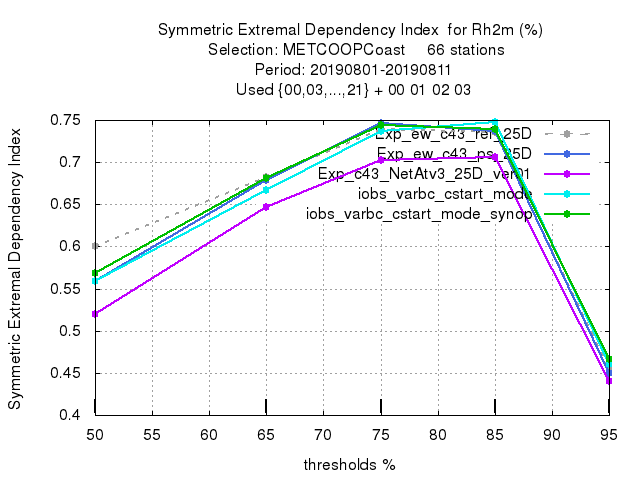 Symmetric Extremal Dependency Index  for Rh2m (%)
Selection: METCOOPCoast     66 stations
Period: 20190801-20190811
Used {00,03,...,21} + 00 01 02 03
Symmetric Extremal Dependency Index
0.75
0.7
0.65
0.6
0.55
0.5
0.45
0.4
Exp_ew_c43_ref_25D
Exp_ew_c43_ps_25D
Exp_c43_NetAtv3_25D_ver01
iobs_varbc_cstart_mode
iobs_varbc_cstart_mode_synop
50 55 60 65 70 75 80 85 90 95
thresholds %